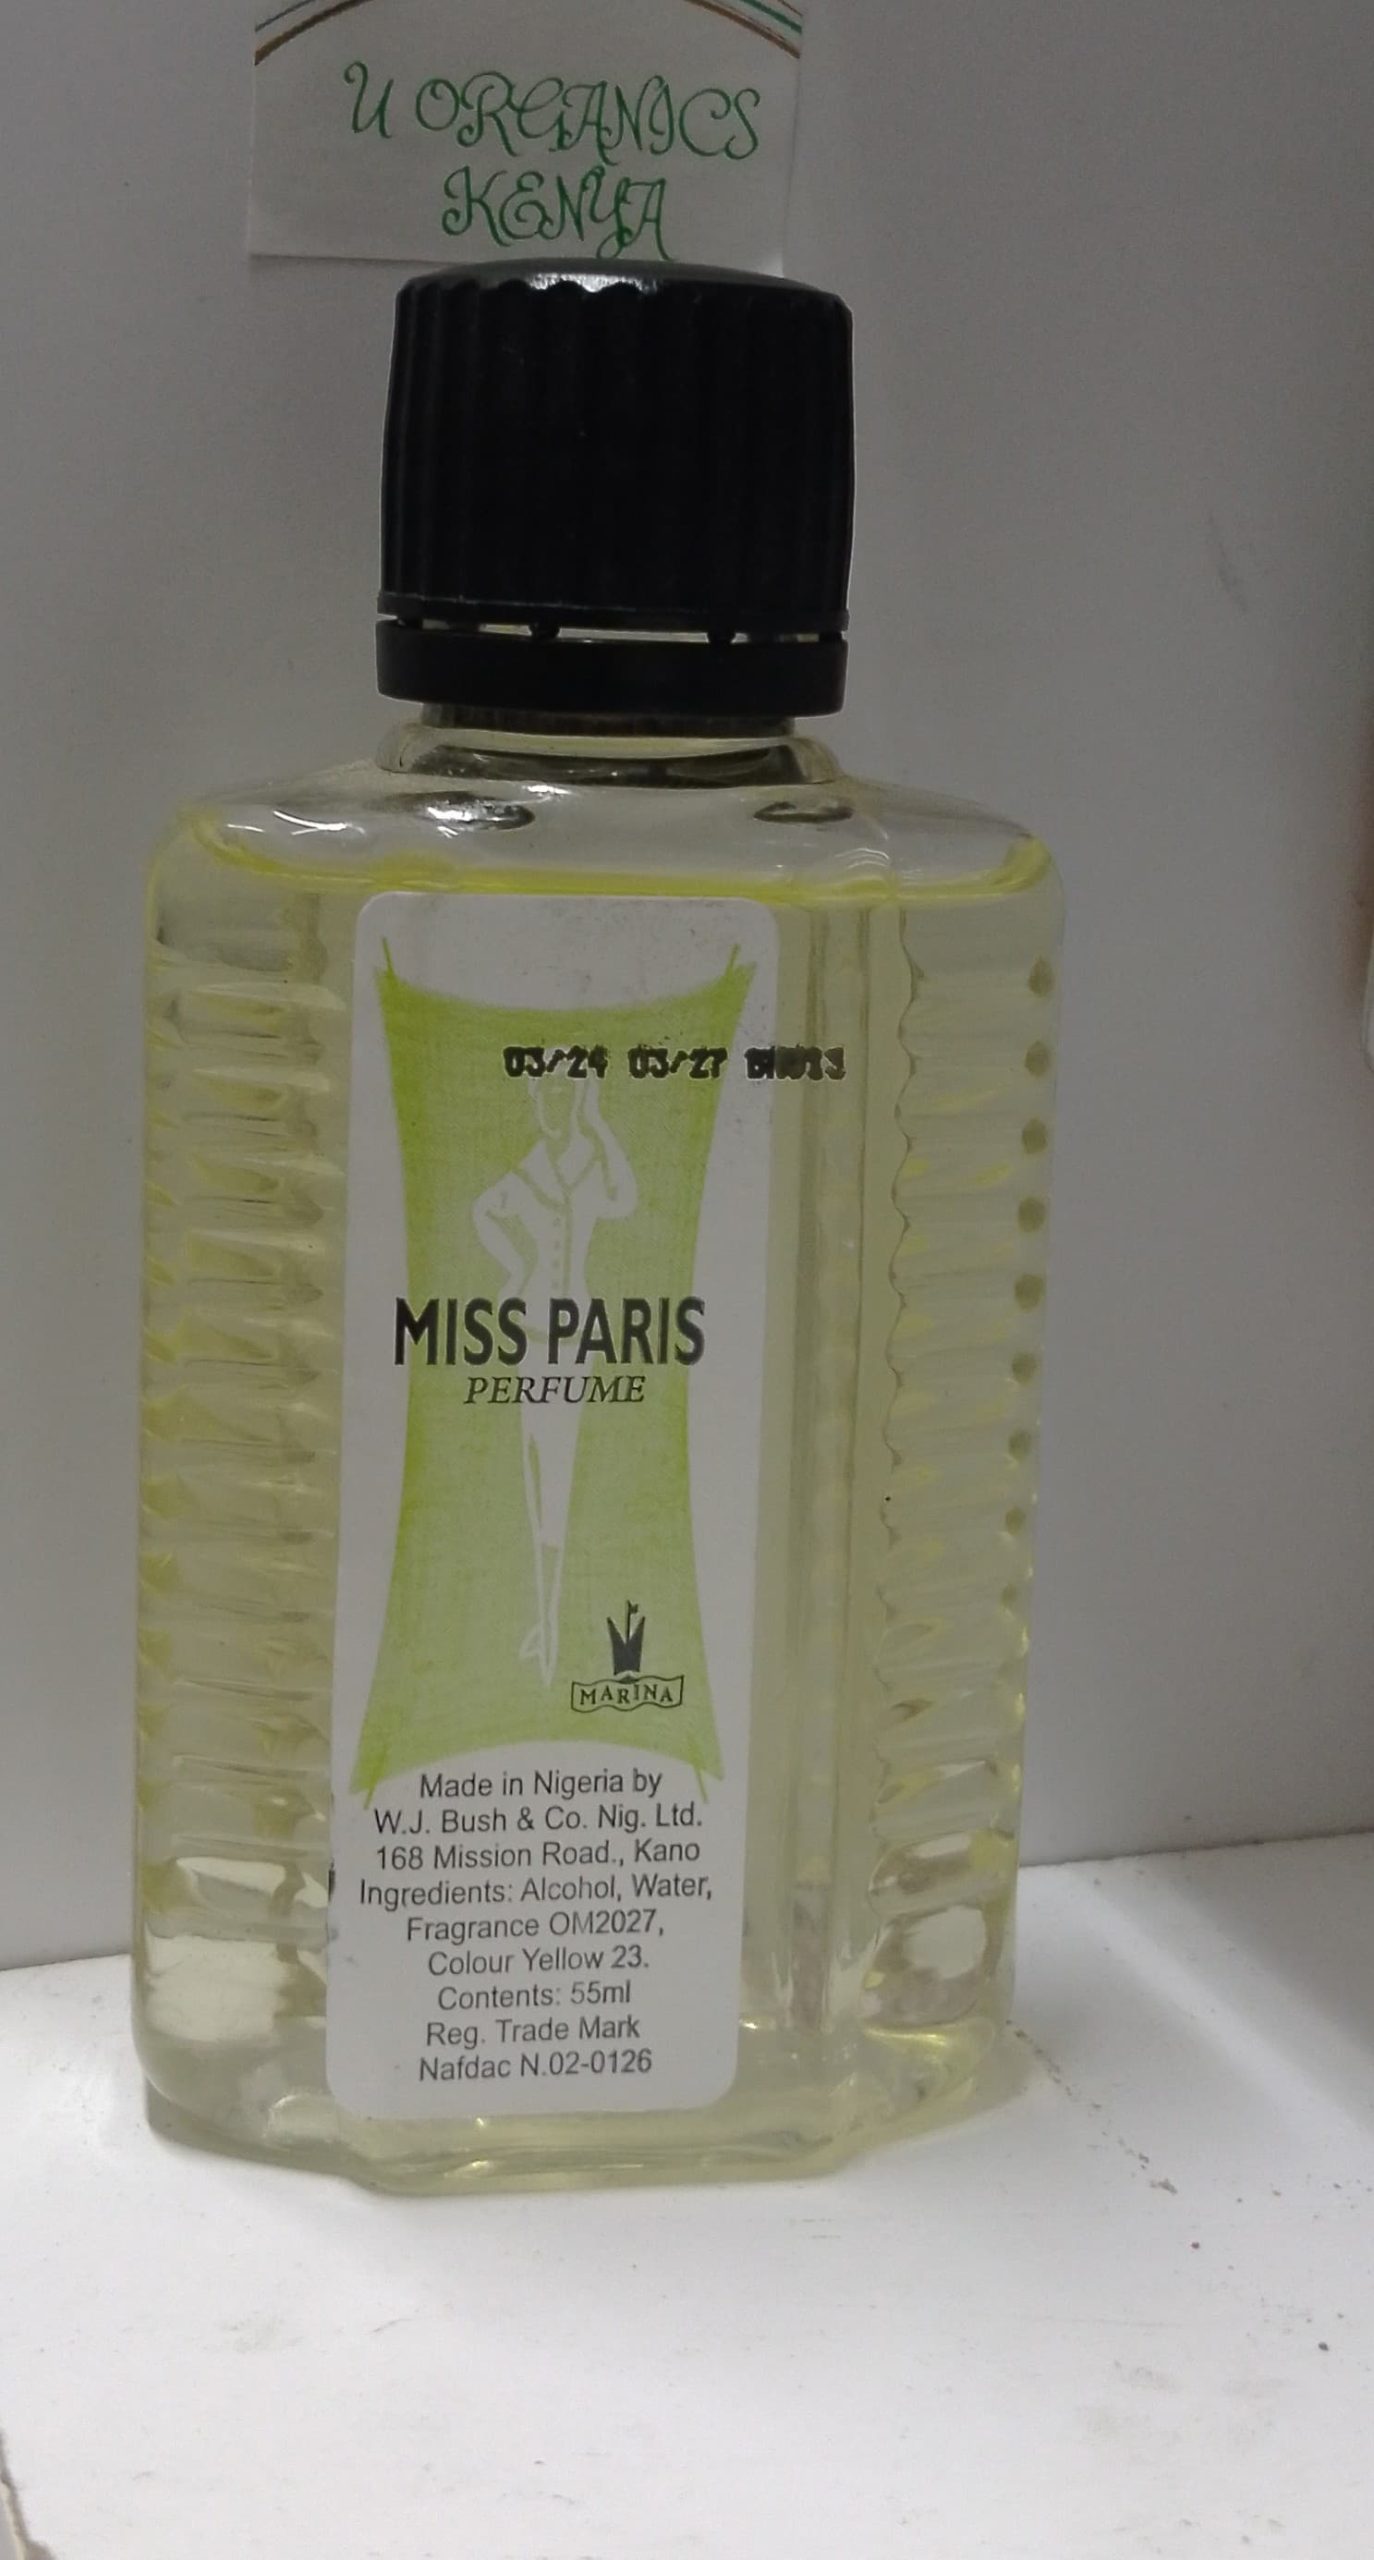 U ORGANICS
KENYA
03/24 03/27
MISS PARIS
PERFUME
MARINA
Made in Nigeria by
W.J. Bush & Co. Nig. Ltd.
168 Mission Road., Kano
Ingredients: Alcohol, Water,
Fragrance OM2027,
Colour Yellow 23.
Contents: 55ml
Reg. Trade Mark
Nafdac N.02-0126